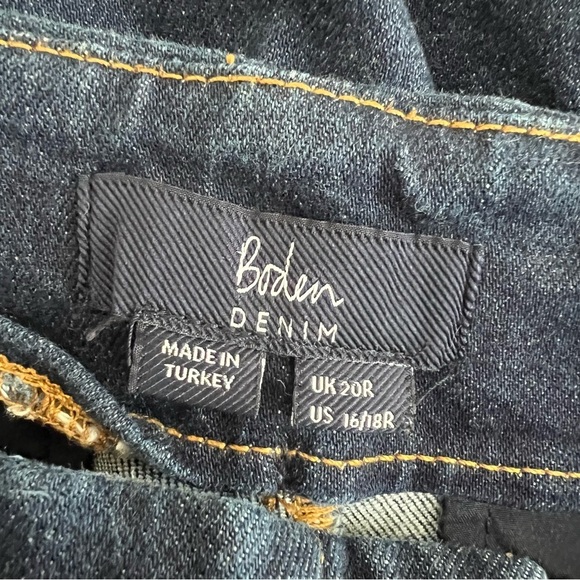 Boden
DENIM
MADE IN
TURKEY
UK 20R
US 16/18R